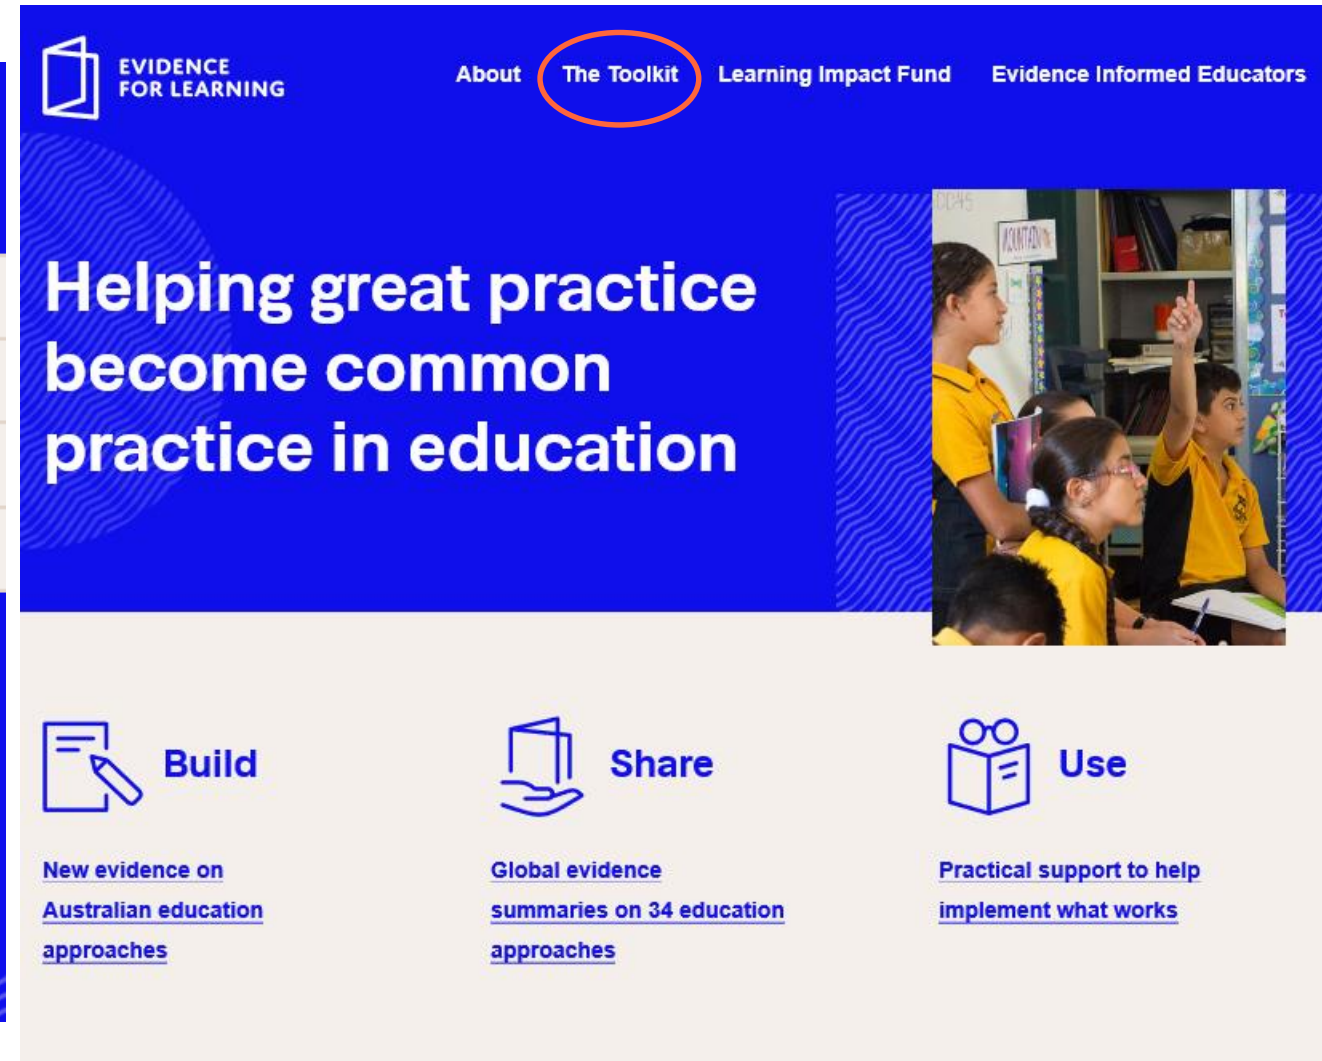 EVIDENCE
FOR LEARNING
About The Toolkit Learning Impact Fund Evidence Informed Educators
Helping great practice
become common
practice in education
MOUNTAIN
Build
Share
Use
New evidence on
Australian education
approaches
Global evidence
summaries on 34 education
approaches
Practical support to help
implement what works